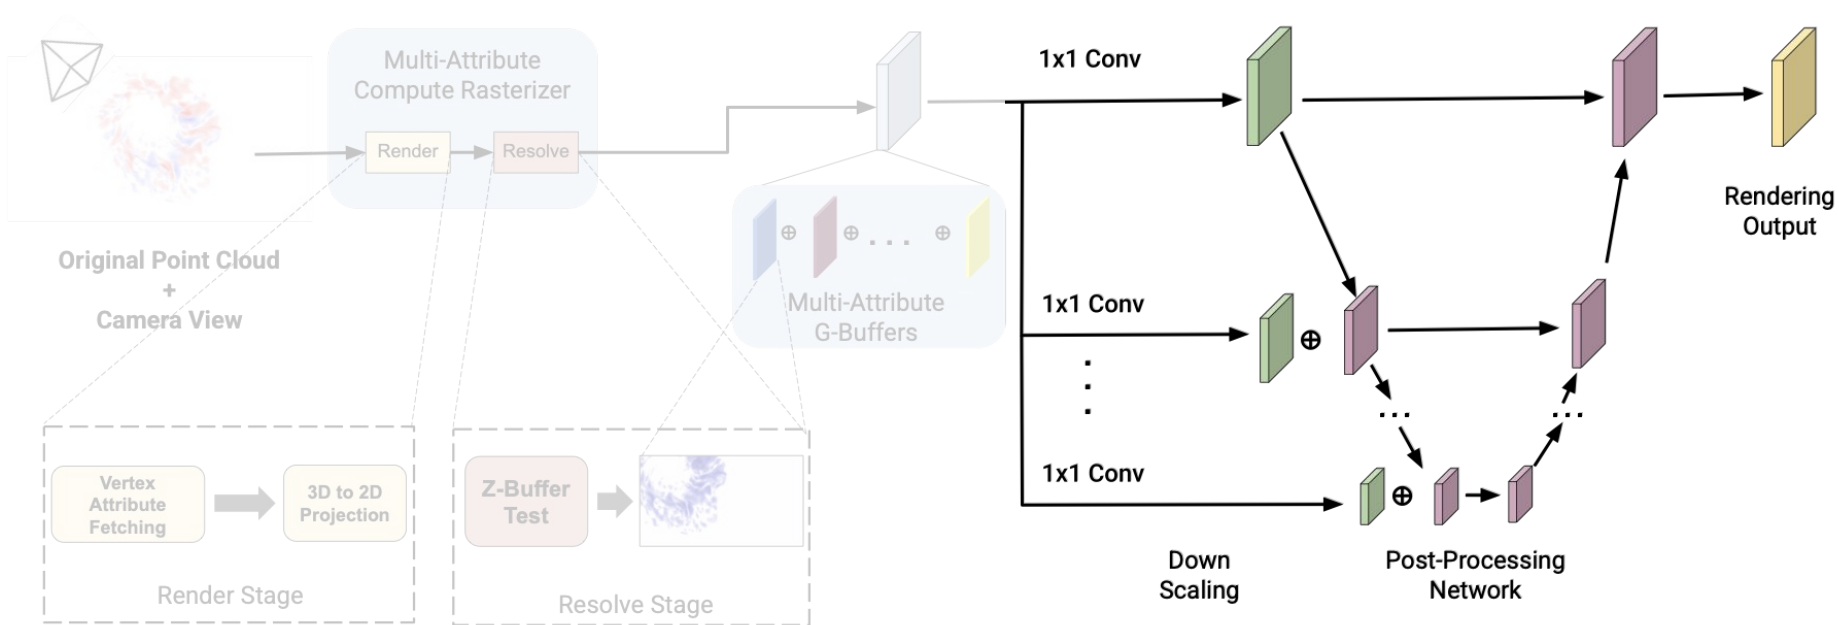 Multi-Attribute
Compute Rasterizer
Render
Resolve
Original Point Cloud
+
Camera View
Multi-Attribute
G-Buffers
1x1 Conv
1x1 Conv
1x1 Conv
Rendering
Output
Vertex
Attribute
Fetching
3D to 2D
Projection
Render Stage
Z-Buffer
Test
Resolve Stage
Down
Scaling
Post-Processing
Network